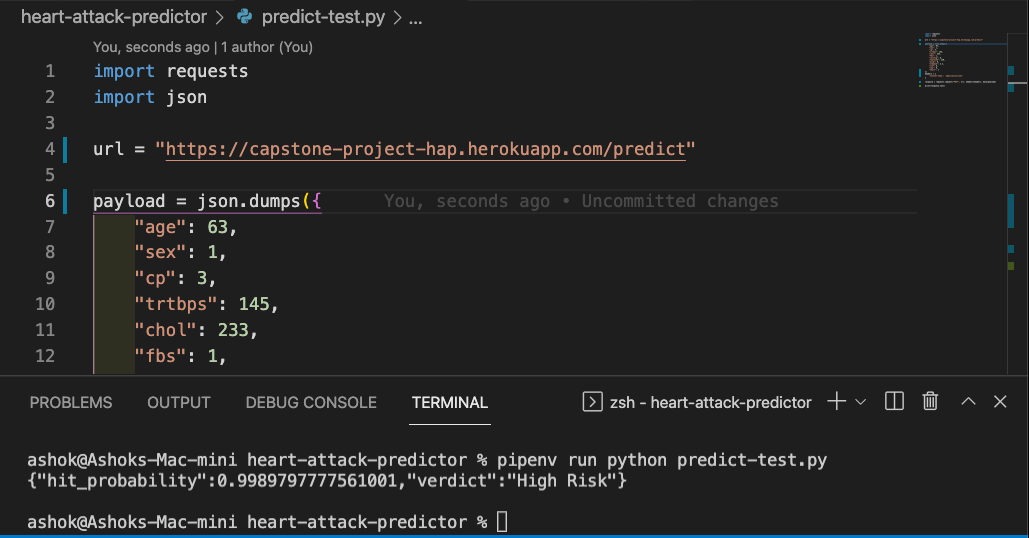 heart-attack-predictor > predict-test.py > ...
You, seconds ago | 1 author (You)
1 import requests
2 import json
3
4 url = "https://capstone-project-hap.herokuapp.com/predict"
5
6 payload = json.dumps({ You, seconds ago • Uncommitted changes
7 "age": 63,
8 "sex": 1,
9 "cp": 3,
10 "trtbps": 145,
11 "chol": 233,
12 "fbs": 1,
PROBLEMS OUTPUT DEBUG CONSOLE TERMINAL zsh - heart-attack-predictor
ashok@Ashoks-Mac-mini heart-attack-predictor % pipenv run python predict-test.py
{"hit_probability":0.9989797777561001,"verdict":"High Risk"}
ashok@Ashoks-Mac-mini heart-attack-predictor %